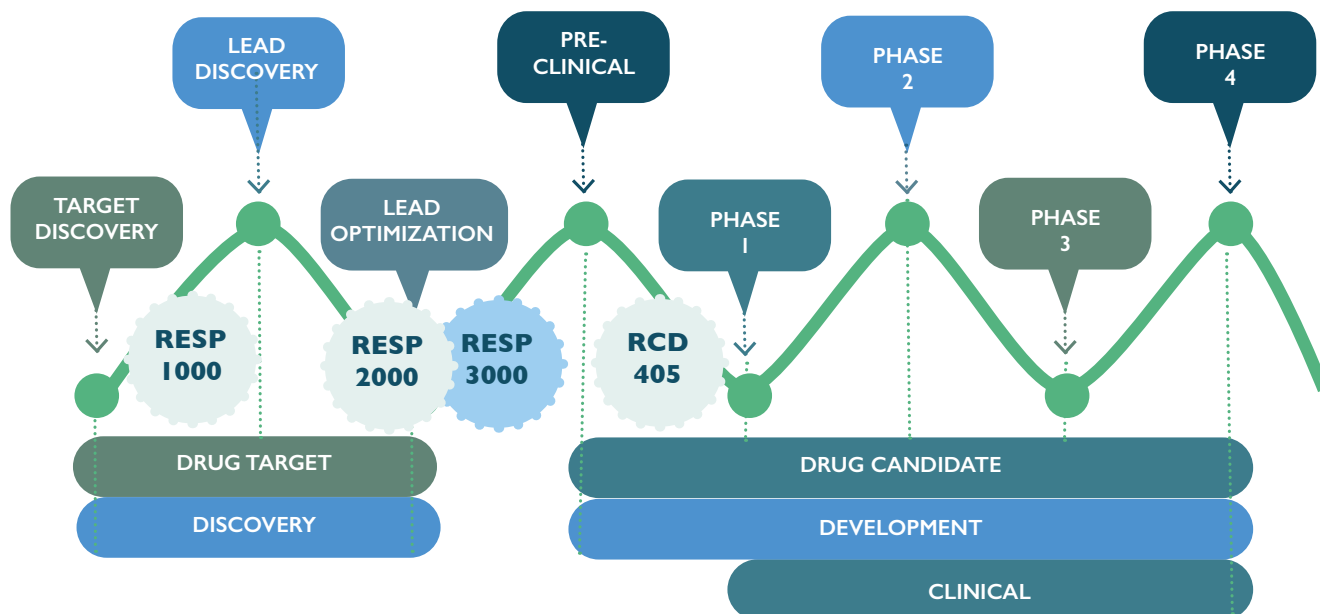 LEAD
DISCOVERY
PRE-
CLINICAL
PHASE
2
PHASE
4
TARGET
DISCOVERY
LEAD
OPTIMIZATION
PHASE
1
PHASE
3
RESP
1000
RESP
2000
RESP
3000
RCD
405
DRUG TARGET
DRUG CANDIDATE
DISCOVERY
DEVELOPMENT
CLINICAL